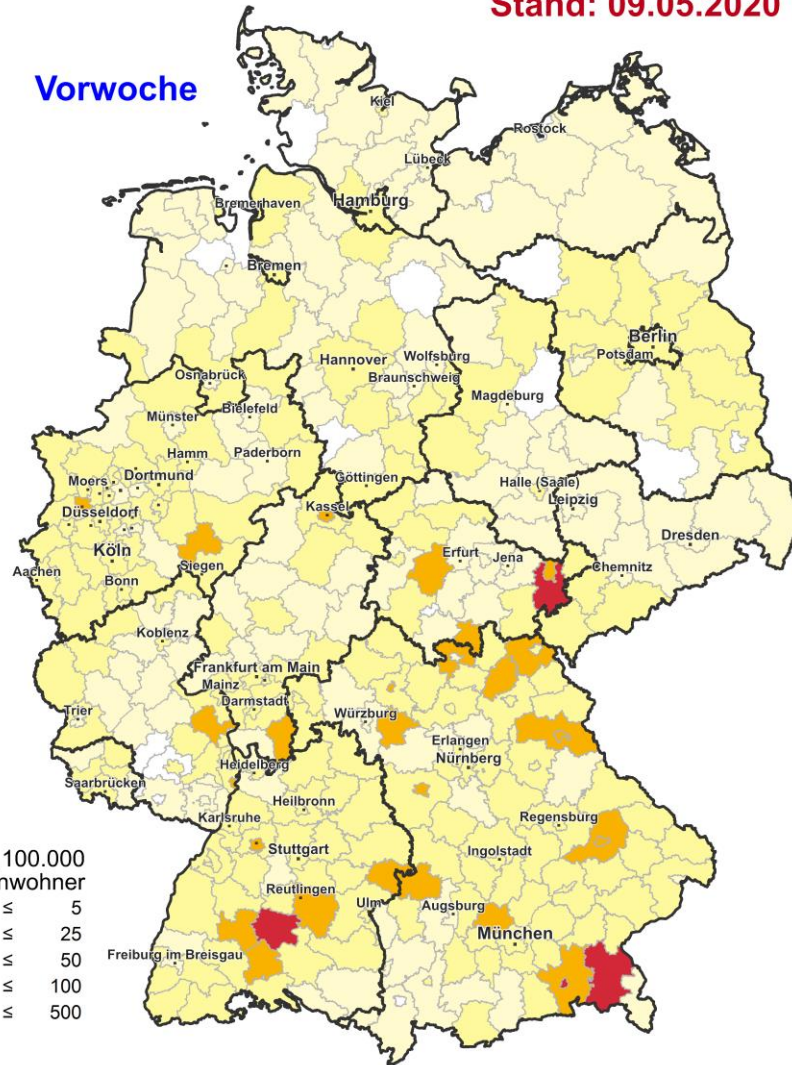 Stand: 09.05.2020
Vorwoche
Kiel
Rostock
Lübeck
Bremerhaven
Hamburg
Bremen
Berlin
Potsdam
Hannover
Wolfsburg
Braunschweig
Magdeburg
Osnabrück
Münster
Bielefeld
Hamm
Paderborn
Göttingen
Halle (Saale)
Leipzig
Moers
Dortmund
Düsseldorf
Kassel
Dresden
Köln
Erfurt
Jena
Chemnitz
Aachen
Siegen
Bonn
Koblenz
Frankfurt am Main
Mainz
Darmstadt
Trier
Würzburg
Erlangen
Nürnberg
Heidelberg
Saarbrücken
Heilbronn
Karlsruhe
Regensburg
Stuttgart
Ingolstadt
Reutlingen
Ulm
Augsburg
München
Freiburg im Breisgau
100.000
nwohner
≤ 5
≤ 25
≤ 50
≤ 100
≤ 500